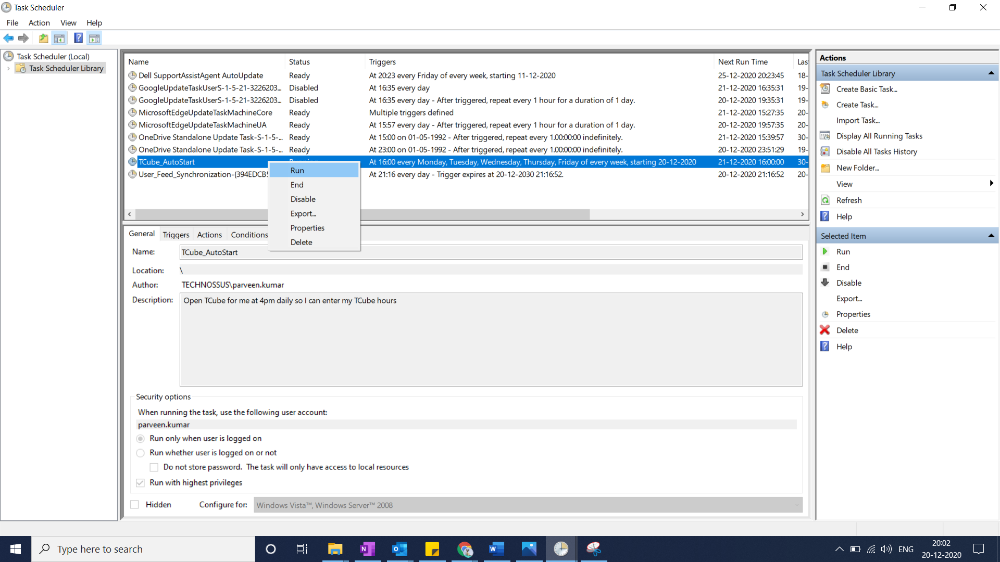 Task Scheduler
File Action View Help
Task Scheduler (Local)
Task Scheduler Library
Name Status Triggers Next Run Time Las
Dell SupportAssistAgent AutoUpdate Ready At 20:23 every Friday of every week, starting 11-12-2020 25-12-2020 20:23:45 18-
GoogleUpdateTaskUserS-1-5-21-3226203... Disabled At 16:35 every day 21-12-2020 16:35:31 19-
GoogleUpdateTaskUserS-1-5-21-3226203... Disabled At 16:35 every day - After triggered, repeat every 1 hour for a duration of 1 day. 20-12-2020 19:35:31 19-
MicrosoftEdgeUpdateTaskMachineCore Ready Multiple triggers defined 21-12-2020 15:27:35 20-
MicrosoftEdgeUpdateTaskMachineUA Ready At 15:57 every day - After triggered, repeat every 1 hour for a duration of 1 day. 20-12-2020 19:57:35 20-
OneDrive Standalone Update Task-S-1-5-... Ready At 15:00 on 01-05-1992 - After triggered, repeat every 1.00:00:00 indefinitely. 21-12-2020 15:39:57 30-
OneDrive Standalone Update Task-S-1-5-... Ready At 23:00 on 01-05-1992 - After triggered, repeat every 1.00:00:00 indefinitely. 20-12-2020 23:51:29 19-
TCube_AutoStart At 16:00 every Monday, Tuesday, Wednesday, Thursday, Friday of every week, starting 20-12-2020 21-12-2020 16:00:00 30-
User_Feed_Synchronization-{394EDCB5 At 21:16 every day - Trigger expires at 20-12-2030 21:16:52. 20-12-2020 21:16:52 20-
Run
End
Disable
Export...
Properties
Delete
General Triggers Actions Conditions
Name: TCube_AutoStart
Location: \
Author: TECHNOSSUS\parveen.kumar
Description: Open TCube for me at 4pm daily so I can enter my TCube hours
Security options
When running the task, use the following user account:
parveen.kumar
Run only when user is logged on
Run whether user is logged on or not
Do not store password. The task will only have access to local resources
Run with highest privileges
Hidden Configure for: Windows Vista™, Windows Server™ 2008
Actions
Task Scheduler Library
Create Basic Task...
Create Task...
Import Task...
Display All Running Tasks
Disable All Tasks History
New Folder...
View
Refresh
Help
Selected Item
Run
End
Disable
Export...
Properties
Delete
Help
Type here to search
ENG
20:02
20-12-2020